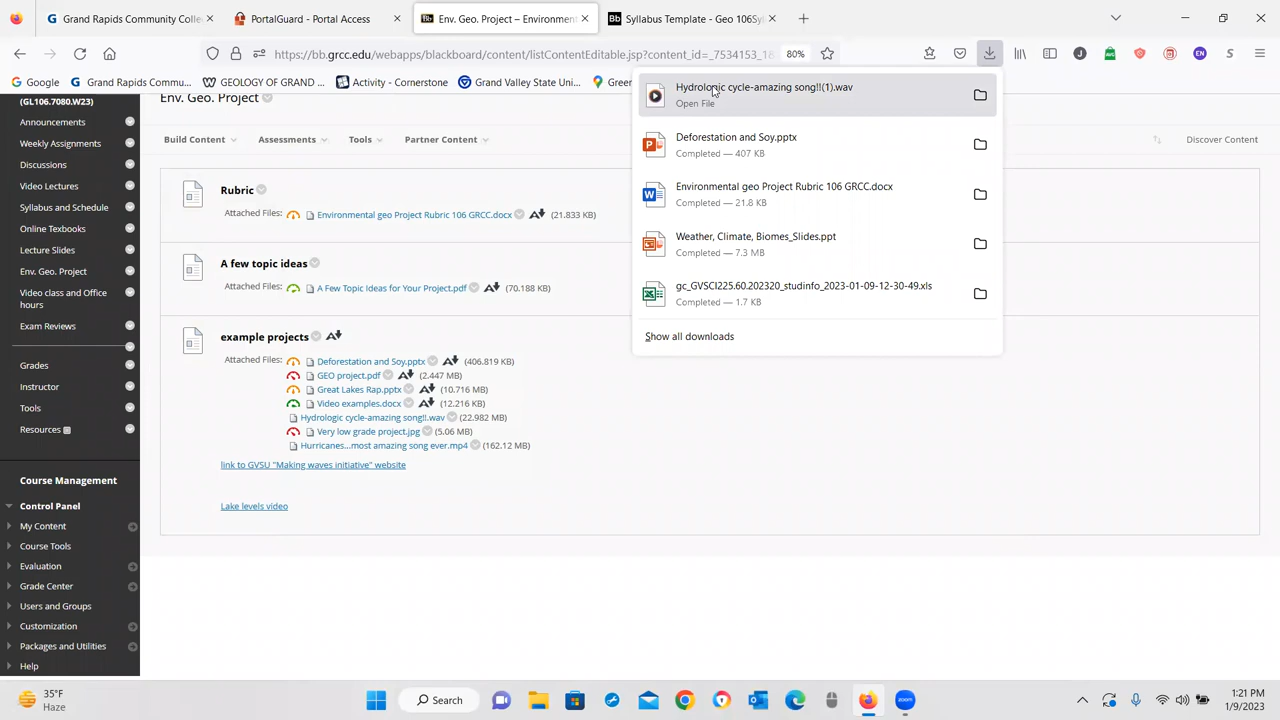 Grand Rapids Community Colle
PortalGuard - Portal Access
Env. Geo. Project – Environment
Syllabus Template - Geo 106Syl
https://bb.grcc.edu/webapps/blackboard/content/listContentEditable.jsp?content_id=_7534153_18
80%
Google
Grand Rapids Commu...
GEOLOGY OF GRAND ...
Activity - Cornerstone
Grand Valley State Uni...
Green
(GL106.7080.W23)
Announcements
Weekly Assignments
Discussions
Video Lectures
Syllabus and Schedule
Online Texbooks
Lecture Slides
Env. Geo. Project
Video class and Office
hours
Exam Reviews
Grades
Instructor
Tools
Resources
Course Management
Control Panel
My Content
Course Tools
Evaluation
Grade Center
Users and Groups
Customization
Packages and Utilities
Help
Env. Geo. Project
Build Content
Assessments
Tools
Partner Content
Discover Content
Rubric
Attached Files: Environmental geo Project Rubric 106 GRCC.docx (21.833 KB)
A few topic ideas
Attached Files: A Few Topic Ideas for Your Project.pdf (70.188 KB)
example projects
Attached Files: Deforestation and Soy.pptx (406.819 KB)
GEO project.pdf (2.447 MB)
Great Lakes Rap.pptx (10.716 MB)
Video examples.docx (12.216 KB)
Hydrologic cycle-amazing song!!.wav (22.982 MB)
Very low grade project.jpg (5.06 MB)
Hurricanes...most amazing song ever.mp4 (162.12 MB)
link to GVSU "Making waves initiative" website
Lake levels video
Hydrologic cycle-amazing song!!(1).wav
Open File
Deforestation and Soy.pptx
Completed — 407 KB
Environmental geo Project Rubric 106 GRCC.docx
Completed — 21.8 KB
Weather, Climate, Biomes_Slides.ppt
Completed — 7.3 MB
gc_GVSCI225.60.202320_studinfo_2023-01-09-12-30-49.xls
Completed — 1.7 KB
Show all downloads
35°F
Haze
Search
zoom
1:21 PM
1/9/2023